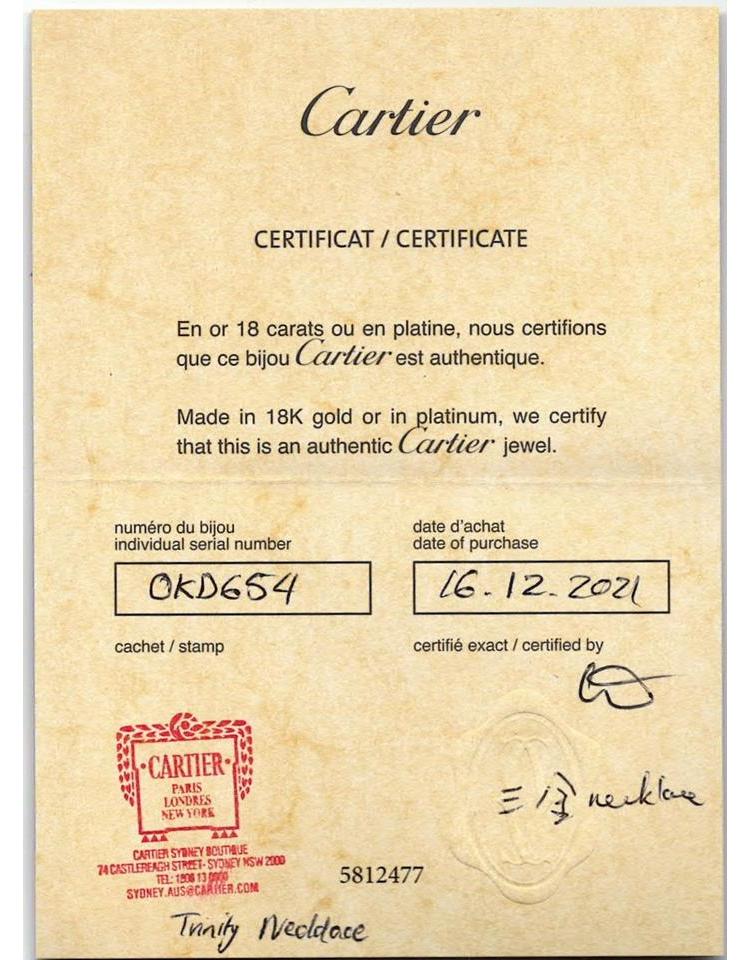 Cartier
CERTIFICAT / CERTIFICATE
En or 18 carats ou en platine, nous certifions
que ce bijou Cartier est authentique.
Made in 18K gold or in platinum, we certify
that this is an authentic Cartier jewel.
numéro du bijou
individual serial number
OKD654
date d'achat
date of purchase
16.12.2021
cachet / stamp
certifié exact / certified by
CARTIER
PARIS
LONDRES
NEW YORK
CARTIER SYDNEY BOUTIQUE
74 CASTLEREAGH STREET- SYDNEY NSW 2000
TEL: 1800 13 0000
SYDNEY.AUS@CARTIER.COM
三 necklace
5812477
Trinity Necklace